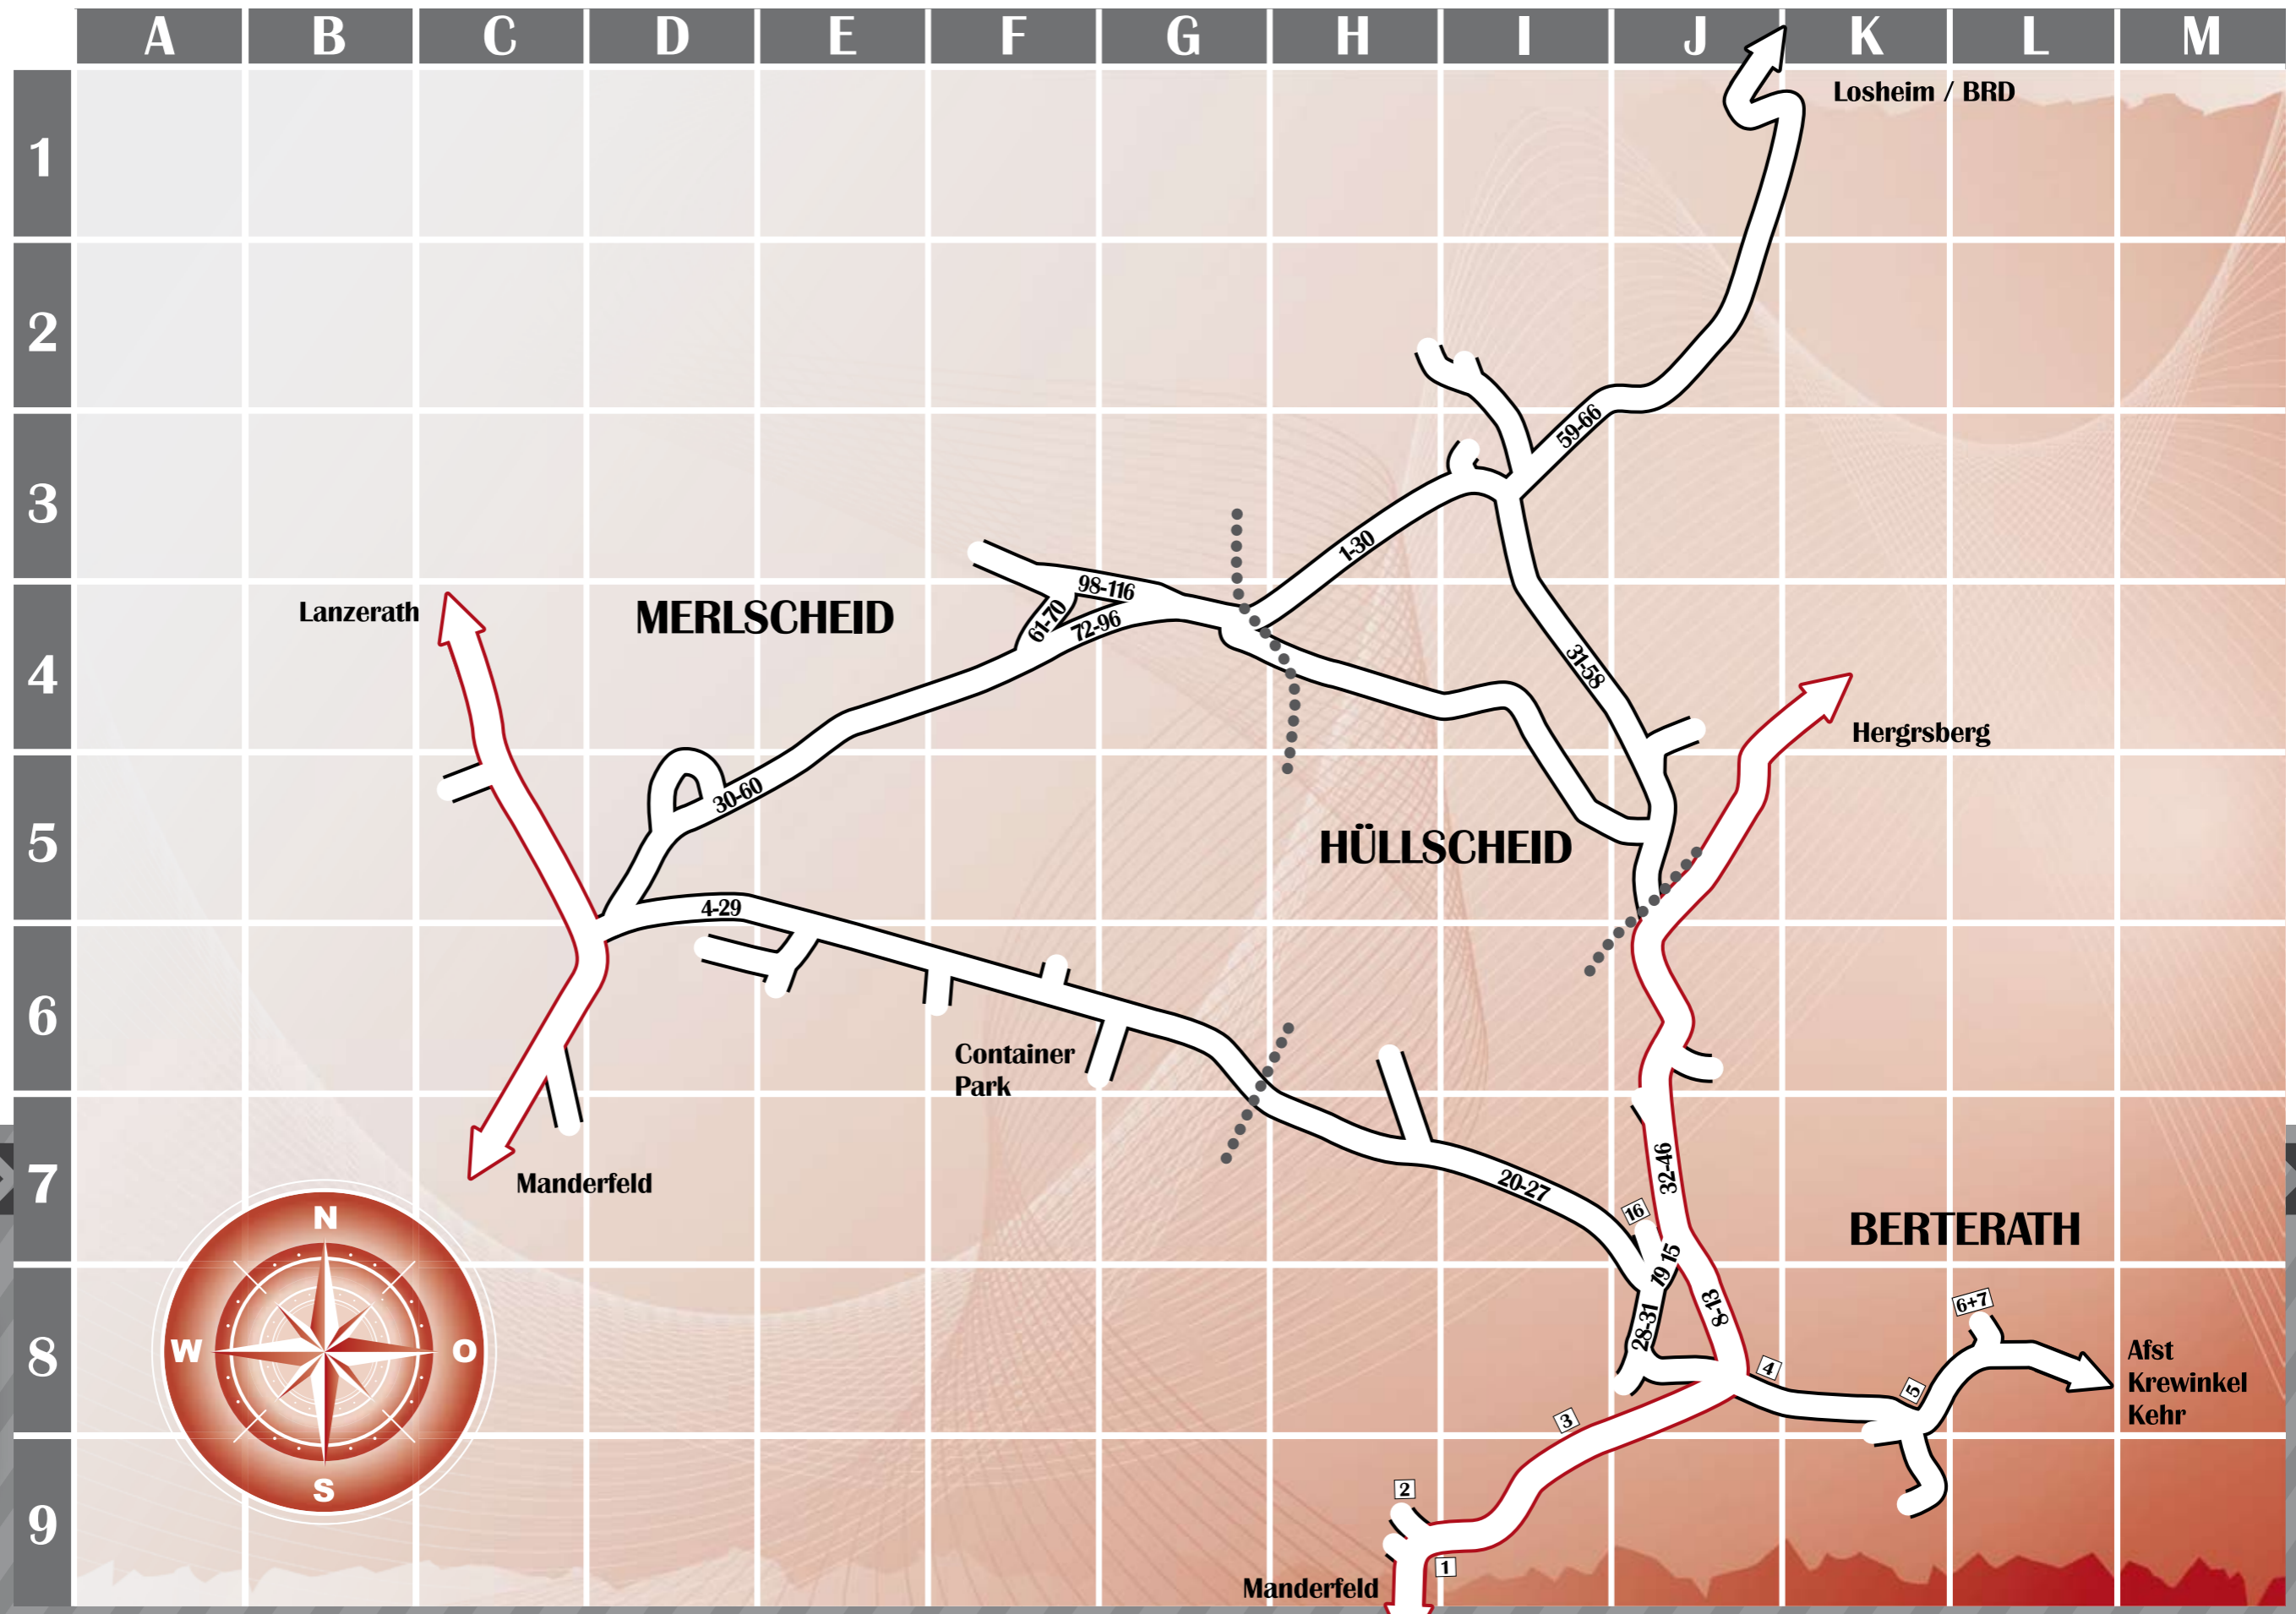 A B C D E F G H I J K L M
Losheim / BRD
1
2
59-66
3
1-30
98-116
Lanzerath
MERLSCHEID
61-70
72-96
4
31-58
Hergrsberg
30-60
5
HÜLLSCHEID
4-29
6
Container
Park
7
Manderfeld
32-46
20-27
16
BERTERATH
N
19 15
6+7
8-13
28-31
W
O
8
4
Afst
Krewinkel
Kehr
5
3
S
2
9
1
Manderfeld